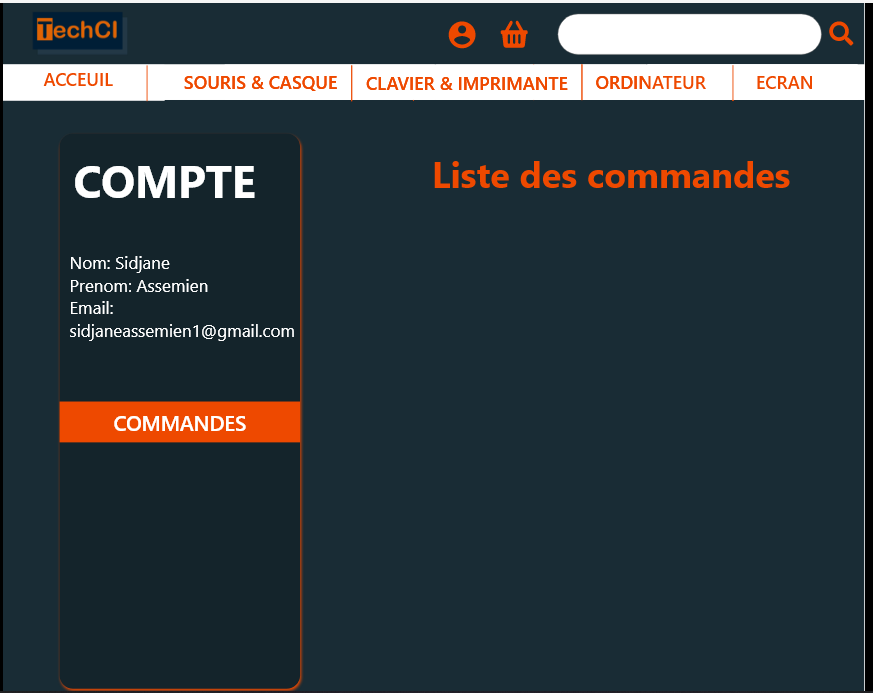 TechCI
ACCEUIL
SOURIS & CASQUE
CLAVIER & IMPRIMANTE
ORDINATEUR
ECRAN
COMPTE
Liste des commandes
Nom: Sidjane
Prenom: Assemien
Email:
sidjaneassemien1@gmail.com
COMMANDES